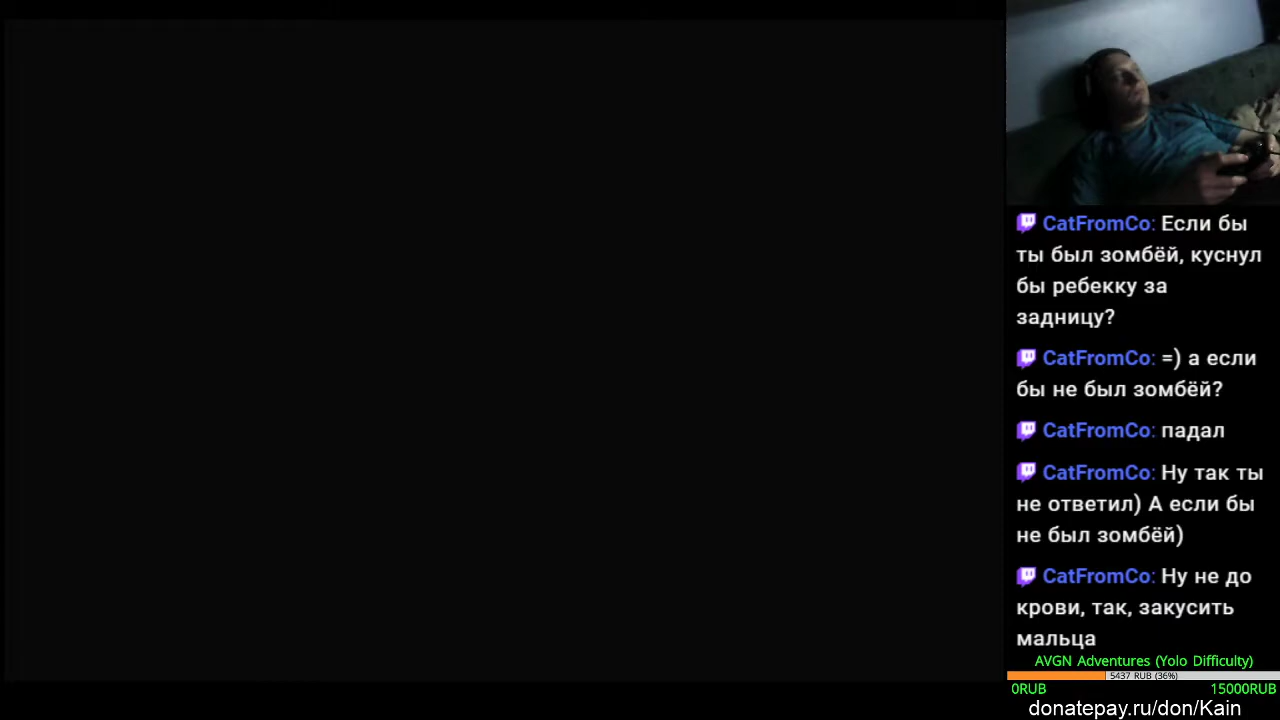 CatFromCo: Если бы
ты был зомбёй, куснул
бы ребекку за
задницу?
CatFromCo: =) а если
бы не был зомбёй?
CatFromCo: падал
CatFromCo: Ну так ты
не ответил) А если бы
не был зомбёй)
CatFromCo: Ну не до
крови, так, закусить
мальца
AVGN Adventures (Yolo Difficulty)
5437 RUB (36%)
0RUB 15000RUB
donatepay.ru/don/Kain